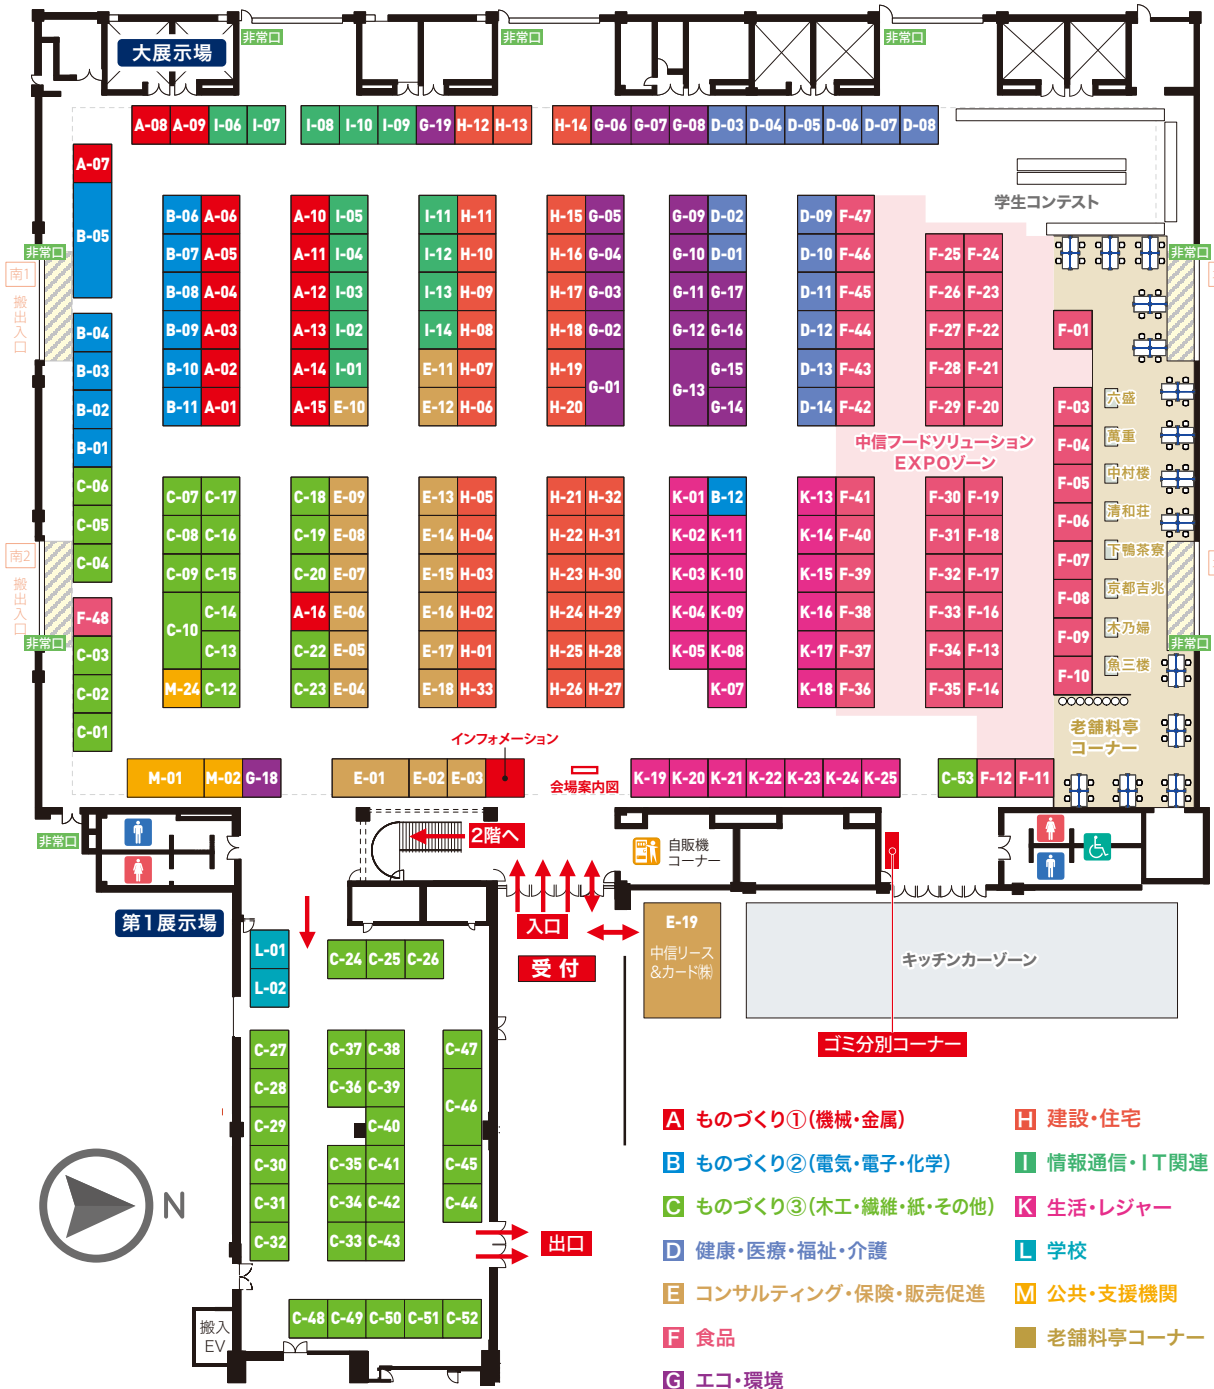 大展示場
非常口
非常口
非常口
A-08 A-09 I-06 I-07 I-08 I-10 I-09 G-19 H-12 H-13 H-14 G-06 G-07 G-08 D-03 D-04 D-05 D-06 D-07 D-08
A-07
学生コンテスト
B-05
非常口
非常口
南1
搬出入口
B-06 A-06 A-10 I-05 I-11 H-11 H-15 G-05 G-09 D-02 D-09 F-47
B-07 A-05 A-11 I-04 I-12 H-10 H-16 G-04 G-10 D-01 D-10 F-46 F-25 F-24
B-08 A-04 A-12 I-03 I-13 H-09 H-17 G-03 G-11 G-17 D-11 F-45 F-26 F-23
B-04 B-09 A-03 A-13 I-02 I-14 H-08 H-18 G-02 G-12 G-16 D-12 F-44 F-27 F-22 F-01
B-03 B-10 A-02 A-14 I-01 E-11 H-07 H-19 G-01 G-13 G-15 D-13 F-43 F-28 F-21
B-02 B-11 A-01 A-15 E-10 E-12 H-06 H-20 G-14 D-14 F-42 F-29 F-20 F-03 六盛
中信フードソリューション
EXPOゾーン
B-01 F-04 萬重
C-06 C-07 C-17 C-18 E-09 E-13 H-05 H-21 H-32 K-01 B-12 K-13 F-41 F-30 F-19 F-05 中村楼
C-05 C-08 C-16 C-19 E-08 E-14 H-04 H-22 H-31 K-02 K-11 K-14 F-40 F-31 F-18 F-06 清和荘
C-04 C-09 C-15 C-20 E-07 E-15 H-03 H-23 H-30 K-03 K-10 K-15 F-39 F-32 F-17 F-07 下鴨茶寮
南2
搬出入口
F-48 C-10 C-14 A-16 E-06 E-16 H-02 H-24 H-29 K-04 K-09 K-16 F-38 F-33 F-16 F-08 京都吉兆
非常口
非常口
C-03 C-13 C-22 E-05 E-17 H-01 H-25 H-28 K-05 K-08 K-17 F-37 F-34 F-13 F-09 木乃婦
C-02 M-24 C-12 C-23 E-04 E-18 H-33 H-26 H-27 K-07 K-18 F-36 F-35 F-14 F-10 魚三楼
C-01
老舗料亭
コーナー
インフォメーション
会場案内図
M-01 M-02 G-18 E-01 E-02 E-03 K-19 K-20 K-21 K-22 K-23 K-24 K-25 C-53 F-12 F-11
非常口
2階へ
自販機
コーナー
第1展示場
入口
受付
E-19
中信リース
&カード㈱
キッチンカーゾーン
ゴミ分別コーナー
L-01 C-24 C-25 C-26
L-02
C-27 C-37 C-38 C-47
C-28 C-36 C-39 C-46
C-29 C-40
C-30 C-35 C-41 C-45
C-31 C-34 C-42 C-44
C-32 C-33 C-43
出口
C-48 C-49 C-50 C-51 C-52
搬入
EV
N
A ものづくり①(機械・金属)
B ものづくり②(電気・電子・化学)
C ものづくり③(木工・繊維・紙・その他)
D 健康・医療・福祉・介護
E コンサルティング・保険・販売促進
F 食品
G エコ・環境
H 建設・住宅
I 情報通信・IT関連
K 生活・レジャー
L 学校
M 公共・支援機関
老舗料亭コーナー